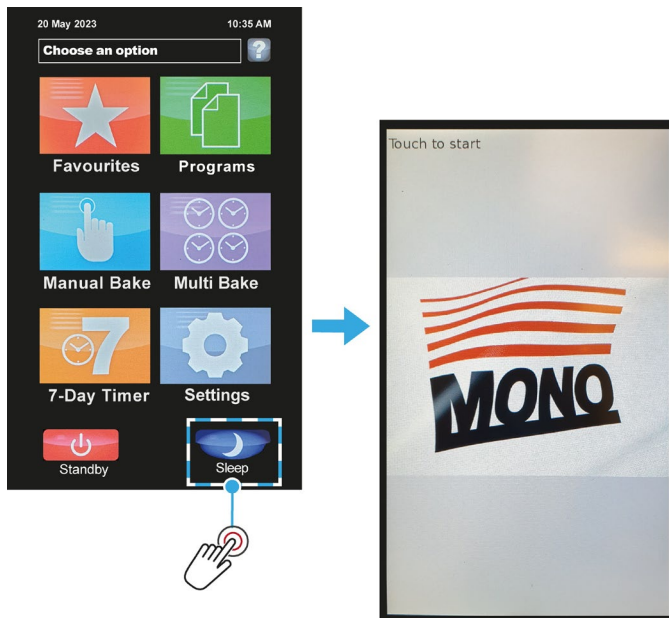 20 May 2023 10:35 AM
Choose an option ?
Favourites Programs
Manual Bake Multi Bake
7
7-Day Timer Settings
Standby Sleep
Touch to start
MONO